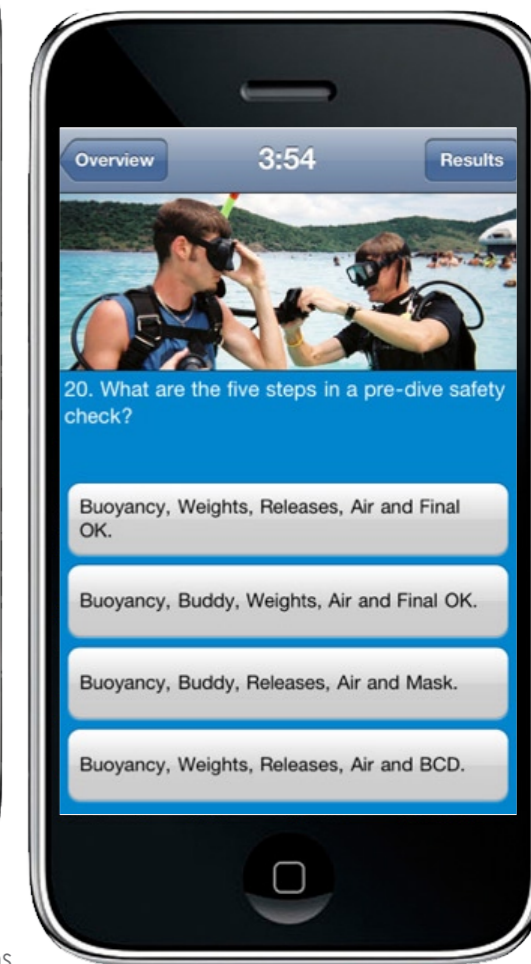 Overview 3:54 Results
20. What are the five steps in a pre-dive safety
check?
Buoyancy, Weights, Releases, Air and Final
OK.
Buoyancy, Buddy, Weights, Air and Final OK.
Buoyancy, Buddy, Releases, Air and Mask.
Buoyancy, Weights, Releases, Air and BCD.